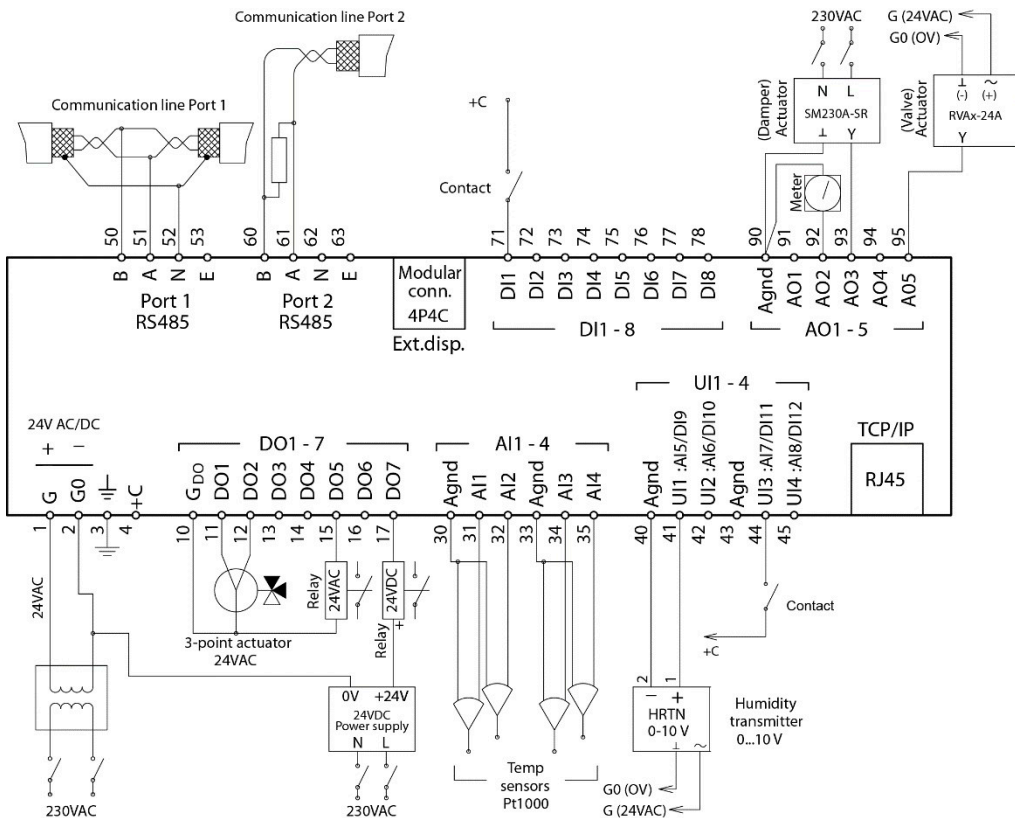 Communication line Port 2
Communication line Port 1
230VAC
G (24VAC)
G0 (OV)
+C
Contact
(Damper)
Actuator
N L
SM230A-SR
⊥ Y
Meter
(Valve)
Actuator
⊥ ~
(-) (+)
RVAx-24A
Y
50 51 52 53 60 61 62 63 71 72 73 74 75 76 77 78 90 91 92 93 94 95
B A N E
Port 1
RS485
B A N E
Port 2
RS485
Modular
conn.
4P4C
Ext.disp.
DI1 DI2 DI3 DI4 DI5 DI6 DI7 DI8
DI1 - 8
Agnd AO1 AO2 AO3 AO4 A05
AO1 - 5
24V AC/DC
+ −
G G0 ⏚ +C
DO1 - 7
GDO DO1 DO2 DO3 DO4 DO5 DO6 DO7
AI1 - 4
Agnd AI1 AI2 Agnd AI3 AI4
UI1 - 4
Agnd UI1 :AI5/DI9 UI2 :AI6/DI10 Agnd UI3 :AI7/DI11 UI4 :AI8/DI12
TCP/IP
RJ45
1 2 3 4 10 11 12 13 14 15 16 17 30 31 32 33 34 35 40 41 42 43 44 45
24VAC
230VAC
3-point actuator
24VAC
Relay
24VAC
Relay
24VDC
+
0V +24V
24VDC
Power supply
N L
230VAC
Temp
sensors
Pt1000
Contact
+C
2 1
− +
HRTN
0-10 V
⊥ ~
Humidity
transmitter
0...10 V
G0 (OV)
G (24VAC)